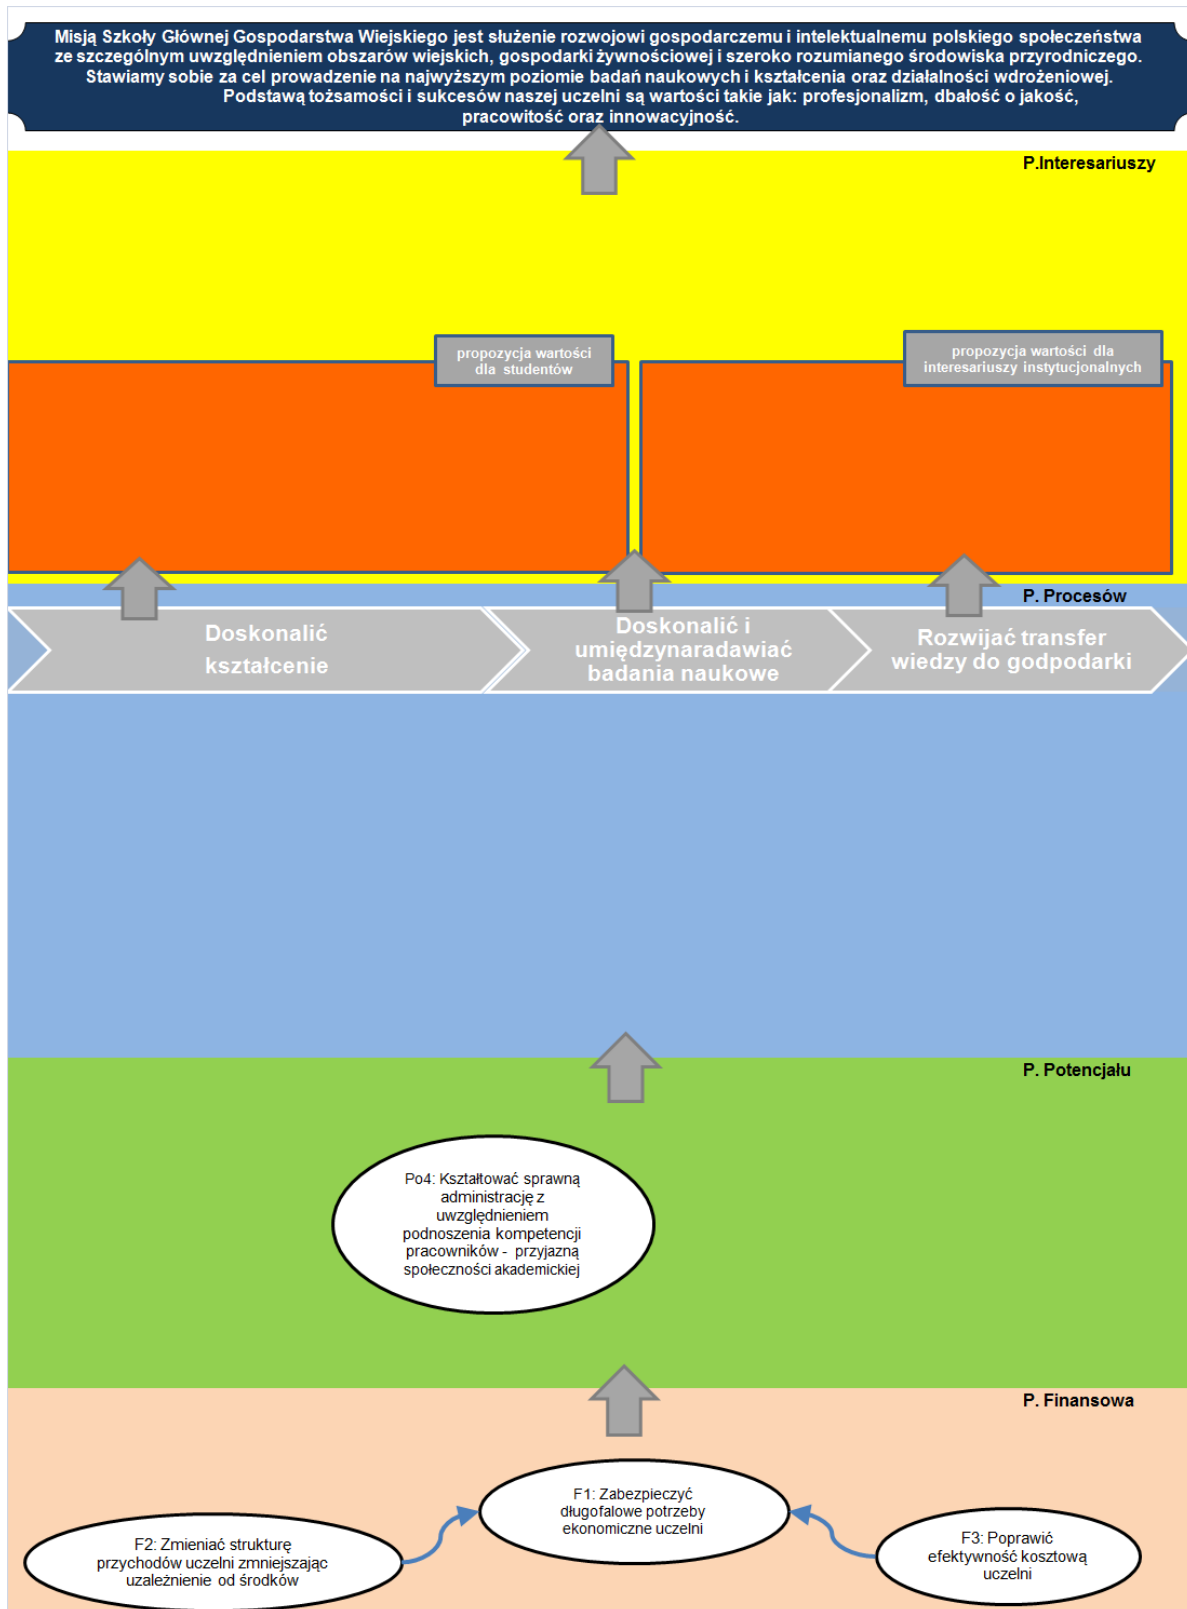 Misją Szkoły Głównej Gospodarstwa Wiejskiego jest służenie rozwojowi gospodarczemu i intelektualnemu polskiego społeczeństwa
ze szczególnym uwzględnieniem obszarów wiejskich, gospodarki żywnościowej i szeroko rozumianego środowiska przyrodniczego.
Stawiamy sobie za cel prowadzenie na najwyższym poziomie badań naukowych i kształcenia oraz działalności wdrożeniowej.
Podstawą tożsamości i sukcesów naszej uczelni są wartości takie jak: profesjonalizm, dbałość o jakość,
pracowitość oraz innowacyjność.
P.Interesariuszy
propozycja wartości
dla studentów
propozycja wartości dla
interesariuszy instytucjonalnych
P. Procesów
Doskonalić
kształcenie
Doskonalić i
umiędzynaradawiać
badania naukowe
Rozwijać transfer
wiedzy do godpodarki
P. Potencjału
Po4: Kształtować sprawną
administrację z
uwzględnieniem
podnoszenia kompetencji
pracowników - przyjazną
społeczności akademickiej
P. Finansowa
F1: Zabezpieczyć
długofalowe potrzeby
ekonomiczne uczelni
F2: Zmieniać strukturę
przychodów uczelni zmniejszając
uzależnienie od środków
F3: Poprawić
efektywność kosztową
uczelni